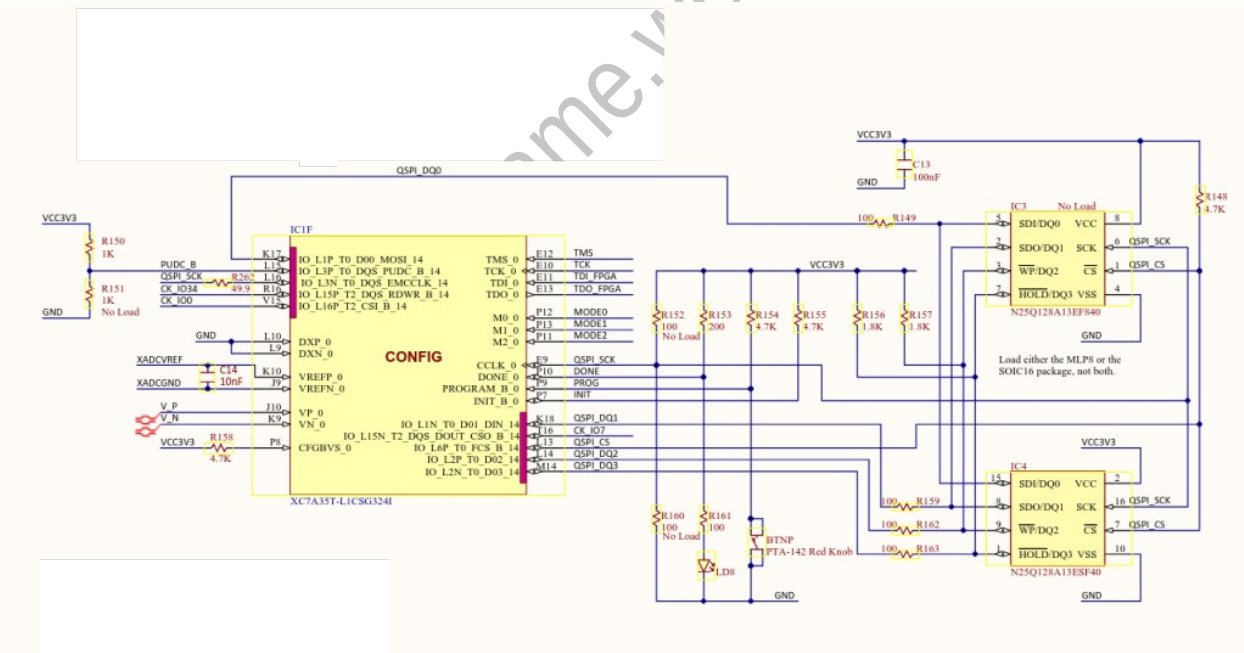 ome.w
QSPI_DQ0
VCC3V3
R150
1K
PUDC_B
QSPI_SCK
R262
CK_IO34
49.9
CK_IO0
R151
1K
No Load
GND
GND
XADCVREF
C14
10nF
XADCGND
V_P
V_N
VCC3V3
R158
4.7K
IC1F
K17 IO_L1P_T0_D00_MOSI_14
L15 IO_L3P_T0_DQS_PUDC_B_14
L16 IO_L3N_T0_DQS_EMCCLK_14
R16 IO_L15P_T2_DQS_RDWR_B_14
V15 IO_L16P_T2_CSI_B_14
L10 DXP_0
L9 DXN_0
CONFIG
K10 VREFP_0
J9 VREFN_0
J10 VP_0
K9 VN_0
P8 CFGBVS_0
TMS_0 E12 TMS
TCK_0 E10 TCK
TDI_0 E11 TDI_FPGA
TDO_0 E13 TDO_FPGA
M0_0 P12 MODE0
M1_0 P13 MODE1
M2_0 P11 MODE2
CCLK_0 E9 QSPI_SCK
DONE_0 P10 DONE
PROGRAM_B_0 P9 PROG
INIT_B_0 P7 INIT
IO_L1N_T0_D01_DIN_14 K18 QSPI_DQ1
IO_L15N_T2_DQS_DOUT_CSO_B_14 T16 CK_IO7
IO_L6P_T0_FCS_B_14 L13 QSPI_CS
IO_L2P_T0_D02_14 L14 QSPI_DQ2
IO_L2N_T0_D03_14 M14 QSPI_DQ3
XC7A35T-L1CSG324I
VCC3V3
R152
100
No Load
R153
200
R154
4.7K
R155
4.7K
R156
1.8K
R157
1.8K
R160
100
No Load
R161
100
LD8
BTNP
PTA-142 Red Knob
GND
VCC3V3
C13
100nF
GND
R148
4.7K
100 R149
IC3 No Load
5 SDI/DQ0 VCC 8
2 SDO/DQ1 SCK 6 QSPI_SCK
3 WP/DQ2 CS 1 QSPI_CS
7 HOLD/DQ3 VSS 4
N25Q128A13EF840
GND
Load either the MLP8 or the
SOIC16 package, not both.
VCC3V3
IC4
15 SDI/DQ0 VCC 2
8 SDO/DQ1 SCK 16 QSPI_SCK
9 WP/DQ2 CS 7 QSPI_CS
1 HOLD/DQ3 VSS 10
N25Q128A13ESF40
100 R159
100 R162
100 R163
GND